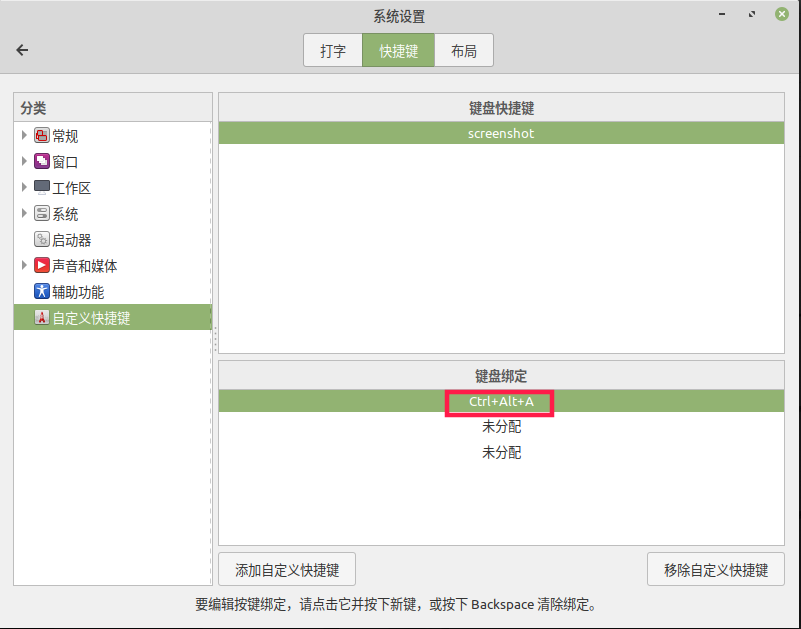 系统设置
打字
快捷键
布局
分类
常规
窗口
工作区
系统
启动器
声音和媒体
辅助功能
自定义快捷键
键盘快捷键
screenshot
键盘绑定
Ctrl+Alt+A
未分配
未分配
添加自定义快捷键
移除自定义快捷键
要编辑按键绑定，请点击它并按下新键，或按下 Backspace 清除绑定。